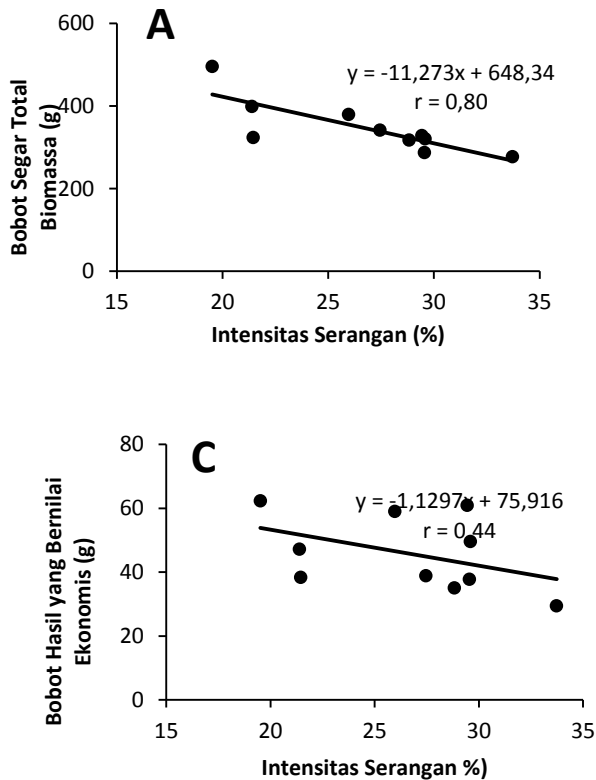 A
600
400
200
0
y = -11,273x + 648,34
r = 0,80
15 20 25 30 35
Bobot Segar Total
Biomassa (g)
Intensitas Serangan (%)
C
80
60
40
20
0
y = -1,1297x + 75,916
r = 0,44
15 20 25 30 35
Bobot Hasil yang Bernilai
Ekonomis (g)
Intensitas Serangan %)